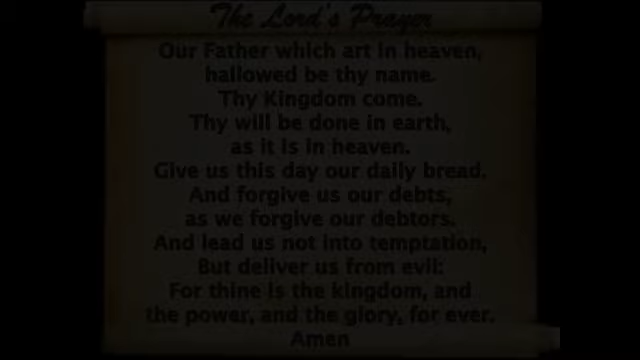 The Lord's Prayer
Our Father which art in heaven,
hallowed be thy name.
Thy Kingdom come.
Thy will be done in earth,
as it is in heaven.
Give us this day our daily bread.
And forgive us our debts,
as we forgive our debtors.
And lead us not into temptation,
But deliver us from evil:
For thine is the kingdom, and
the power, and the glory, for ever.
Amen